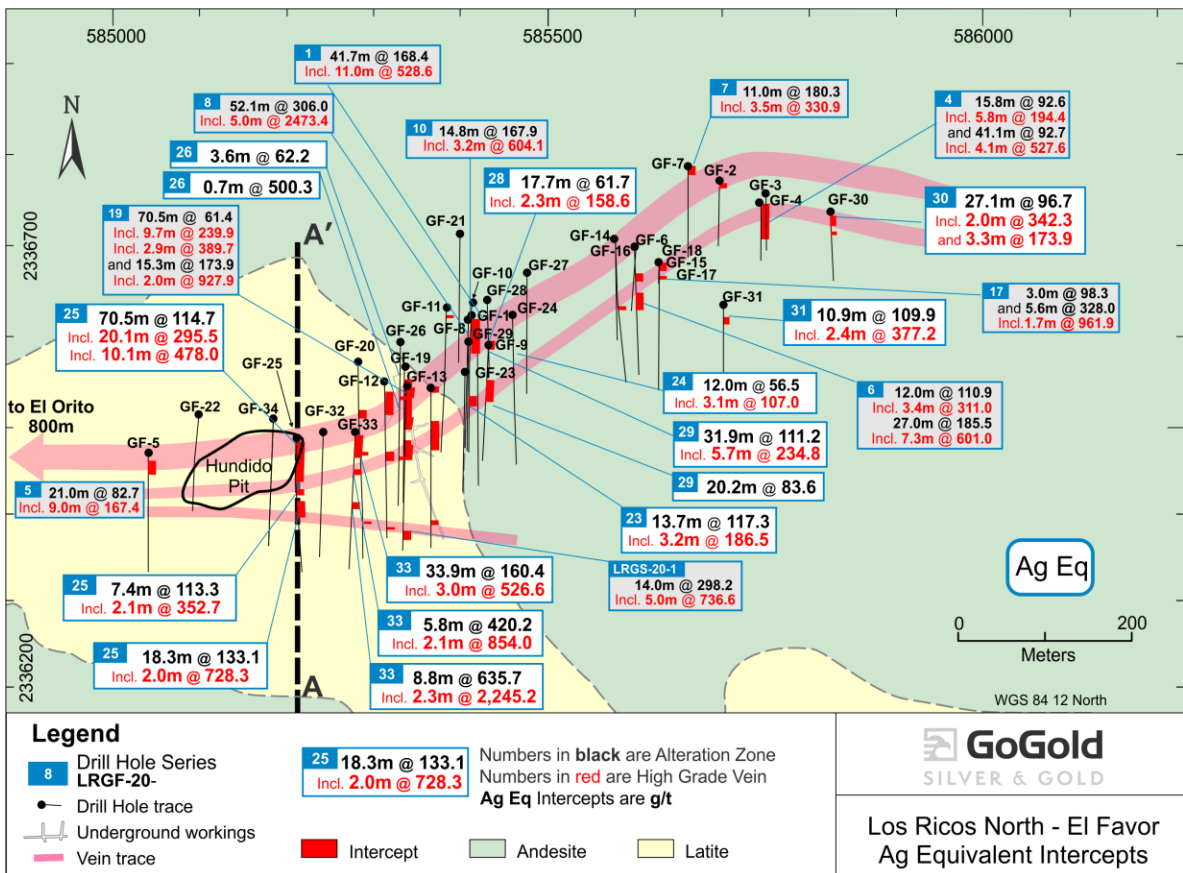 585000
585500
586000
1
41.7m @ 168.4
Incl. 11.0m @ 528.6
8
52.1m @ 306.0
Incl. 5.0m @ 2473.4
7
11.0m @ 180.3
Incl. 3.5m @ 330.9
4
15.8m @ 92.6
Incl. 5.8m @ 194.4
and 41.1m @ 92.7
Incl. 4.1m @ 527.6
N
10
14.8m @ 167.9
Incl. 3.2m @ 604.1
26
3.6m @ 62.2
26
0.7m @ 500.3
28
17.7m @ 61.7
Incl. 2.3m @ 158.6
19
70.5m @ 61.4
Incl. 9.7m @ 239.9
Incl. 2.9m @ 389.7
and 15.3m @ 173.9
Incl. 2.0m @ 927.9
30
27.1m @ 96.7
Incl. 2.0m @ 342.3
and 3.3m @ 173.9
GF-7
GF-2
GF-3
GF-4
GF-30
GF-21
GF-14
GF-16
GF-6
GF-18
GF-15
GF-17
2336700
A'
GF-10
GF-27
GF-28
GF-11
GF-1
GF-24
GF-8
GF-29
GF-9
GF-26
GF-31
17
3.0m @ 98.3
and 5.6m @ 328.0
Incl.1.7m @ 961.9
31
10.9m @ 109.9
Incl. 2.4m @ 377.2
25
70.5m @ 114.7
Incl. 20.1m @ 295.5
Incl. 10.1m @ 478.0
GF-25
GF-20
GF-19
GF-12
GF-13
GF-23
24
12.0m @ 56.5
Incl. 3.1m @ 107.0
6
12.0m @ 110.9
Incl. 3.4m @ 311.0
27.0m @ 185.5
Incl. 7.3m @ 601.0
to El Orito
800m
GF-22
GF-34
GF-32
GF-33
GF-5
Hundido
Pit
29
31.9m @ 111.2
Incl. 5.7m @ 234.8
29
20.2m @ 83.6
5
21.0m @ 82.7
Incl. 9.0m @ 167.4
23
13.7m @ 117.3
Incl. 3.2m @ 186.5
25
7.4m @ 113.3
Incl. 2.1m @ 352.7
33
33.9m @ 160.4
Incl. 3.0m @ 526.6
LRGS-20-1
14.0m @ 298.2
Incl. 5.0m @ 736.6
Ag Eq
33
5.8m @ 420.2
Incl. 2.1m @ 854.0
25
18.3m @ 133.1
Incl. 2.0m @ 728.3
33
8.8m @ 635.7
Incl. 2.3m @ 2,245.2
0
200
Meters
2336200
A
WGS 84 12 North
Legend
8
Drill Hole Series
LRGF-20-
Drill Hole trace
Underground workings
Vein trace
25
18.3m @ 133.1
Incl. 2.0m @ 728.3
Numbers in black are Alteration Zone
Numbers in red are High Grade Vein
Ag Eq Intercepts are g/t
Intercept
Andesite
Latite
GoGold
SILVER & GOLD
Los Ricos North - El Favor
Ag Equivalent Intercepts